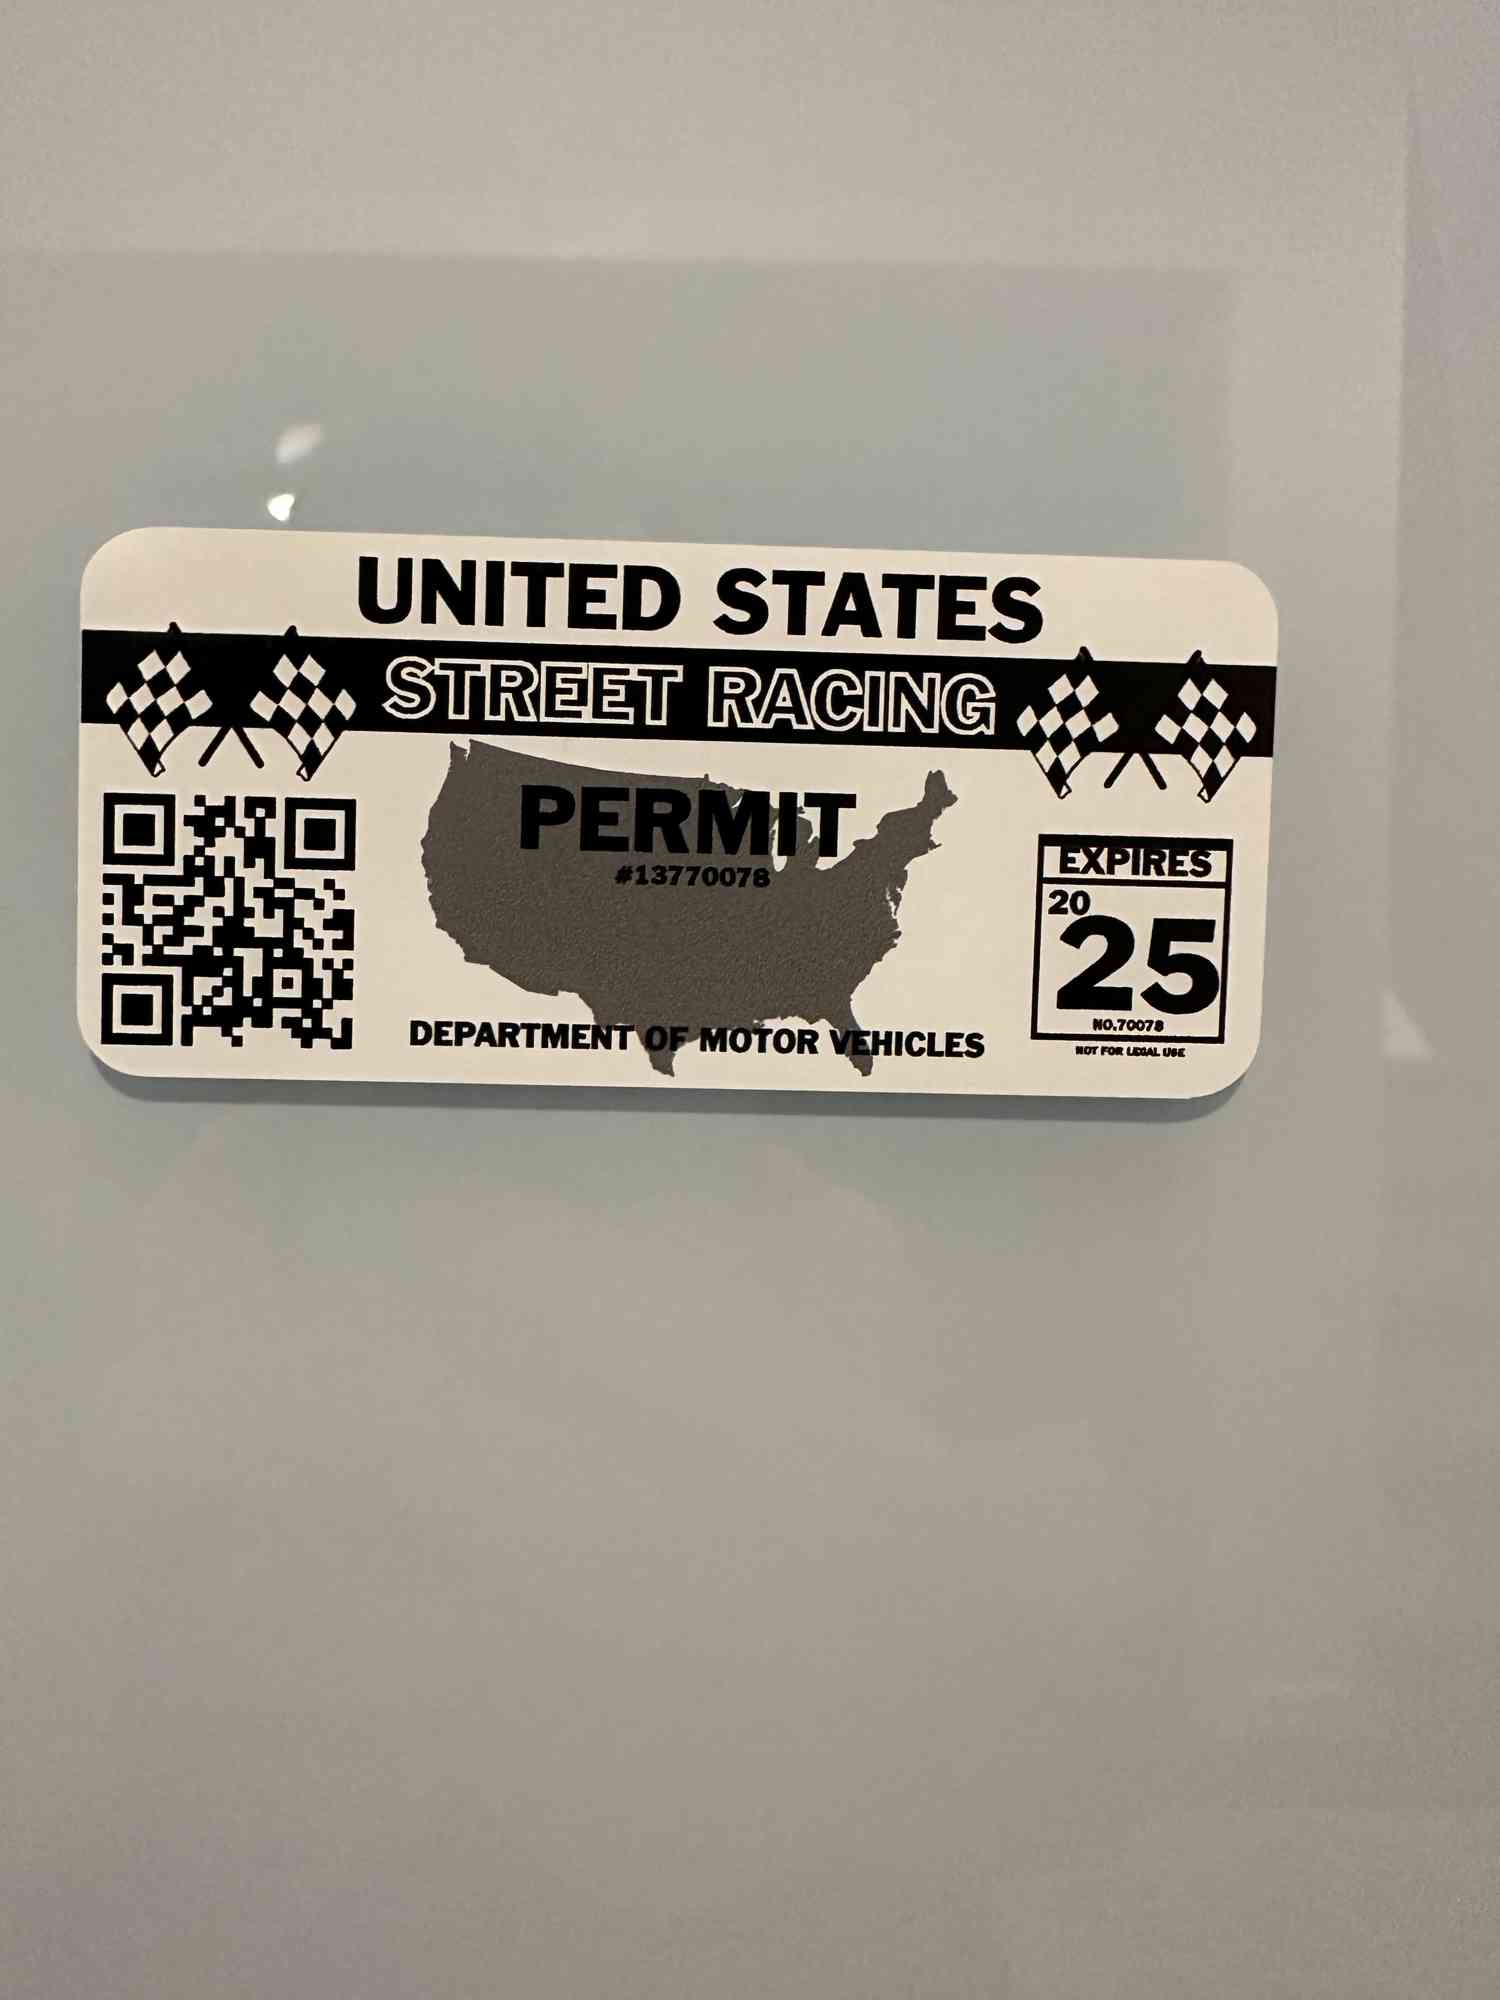 UNITED STATES
STREET RACING
PERMIT
#13770078
DEPARTMENT OF MOTOR VEHICLES
EXPIRES
20
25
NO.70078
NOT FOR LEGAL USE